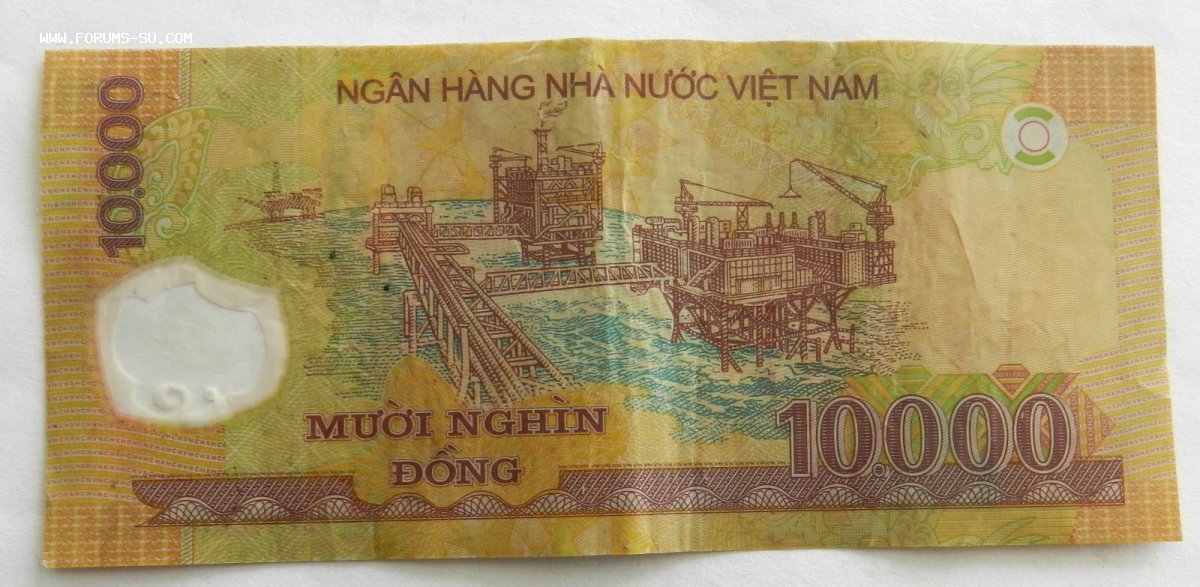 WWW.FORUMS-SU.COM
NGÂN HÀNG NHÀ NƯỚC VIỆT NAM
10.000
MƯỜI NGHÌN
ĐỒNG
10.000